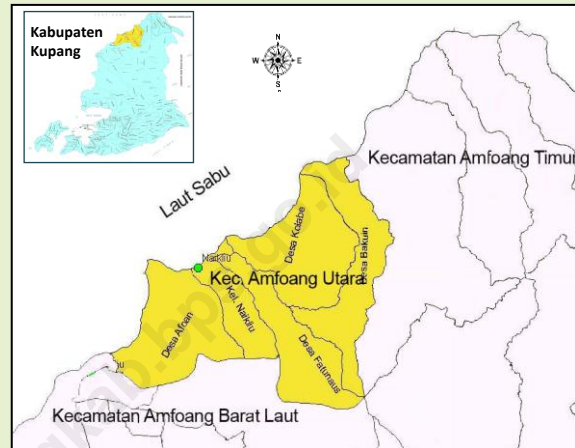 Kabupaten
Kupang
N
W E
S
Kecamatan Amfoang Timur
Laut Sabu
Desa Kolabe
Desa Bakuin
Naikliu
Kec. Amfoang Utara
Kel. Naikliu
Desa Afoan
Desa Fatunaus
Kecamatan Amfoang Barat Laut